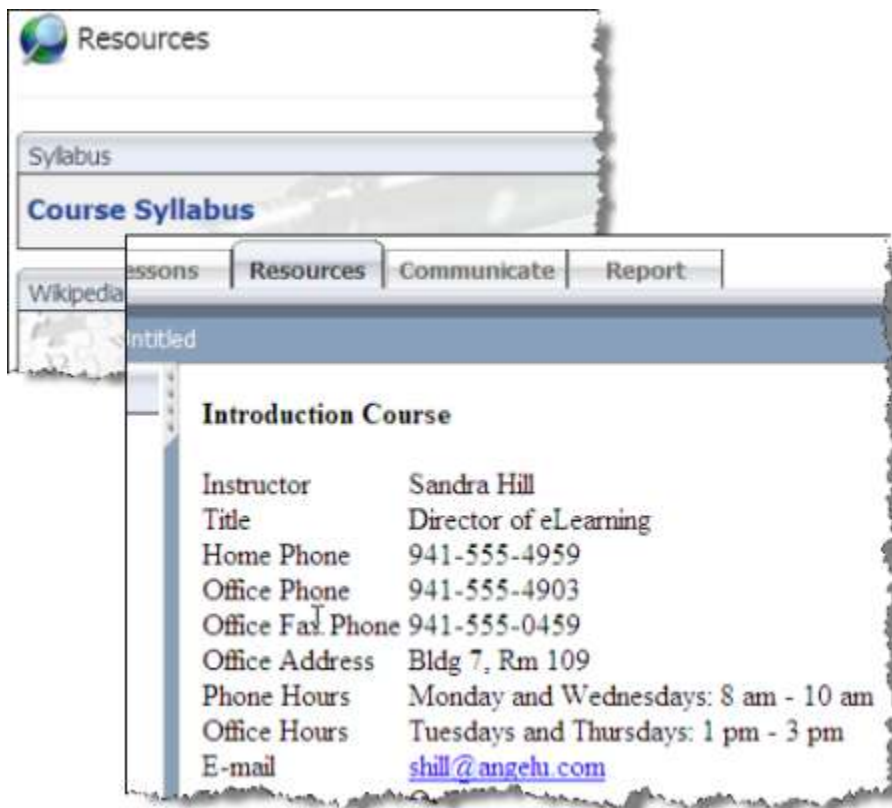 Resources
Syllabus
Course Syllabus
Wikipedia
essons Resources Communicate Report
ntitled
Introduction Course
Instructor Sandra Hill
Title Director of eLearning
Home Phone 941-555-4959
Office Phone 941-555-4903
Office Fax Phone 941-555-0459
Office Address Bldg 7, Rm 109
Phone Hours Monday and Wednesdays: 8 am - 10 am
Office Hours Tuesdays and Thursdays: 1 pm - 3 pm
E-mail shill@angelu.com